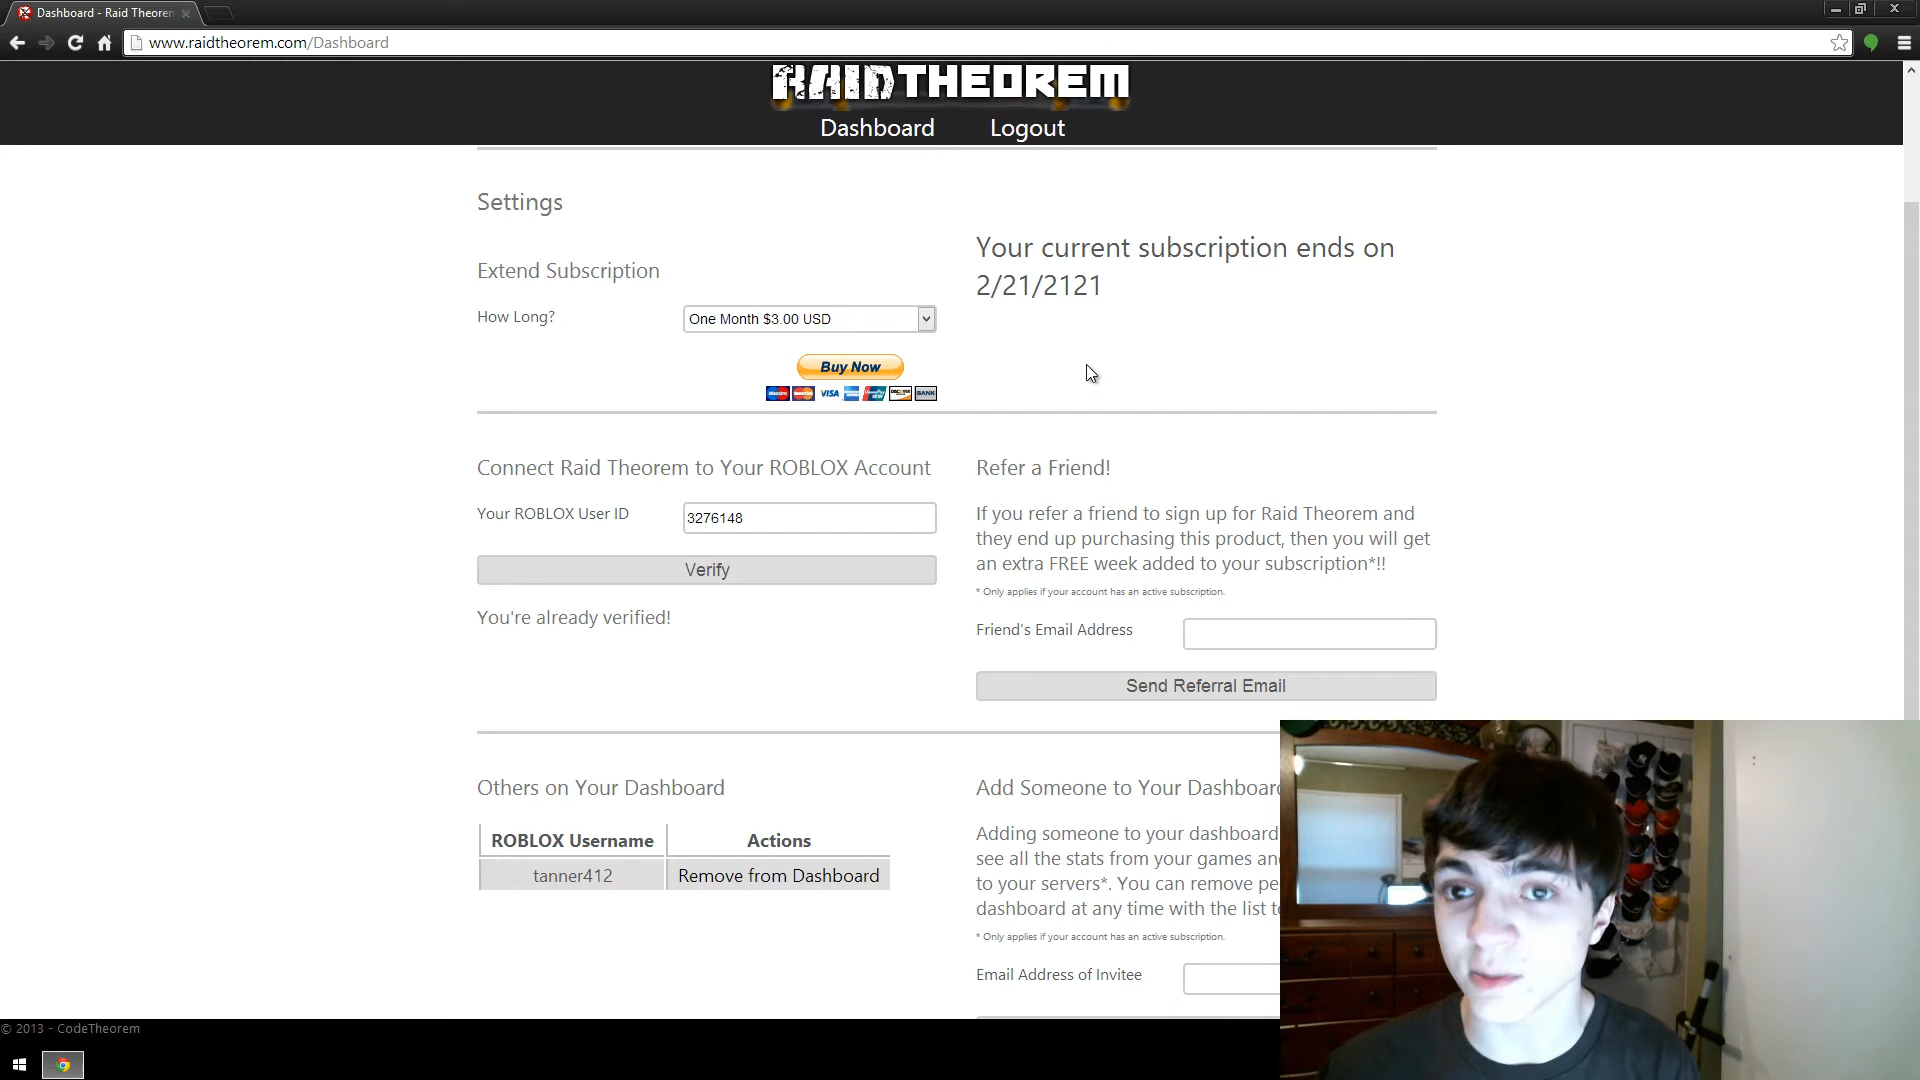 Dashboard - Raid Theorem
www.raidtheorem.com/Dashboard
RAIDTHEOREM
Dashboard Logout
Settings
Extend Subscription
How Long?
One Month $3.00 USD
Buy Now
VISA
BANK
Your current subscription ends on
2/21/2121
Connect Raid Theorem to Your ROBLOX Account
Your ROBLOX User ID
3276148
Verify
You're already verified!
Refer a Friend!
If you refer a friend to sign up for Raid Theorem and
they end up purchasing this product, then you will get
an extra FREE week added to your subscription*!!
* Only applies if your account has an active subscription.
Friend's Email Address
Send Referral Email
Others on Your Dashboard
ROBLOX Username Actions
tanner412 Remove from Dashboard
Add Someone to Your Dashboard
Adding someone to your dashboard
see all the stats from your games and
to your servers*. You can remove pe
dashboard at any time with the list t
* Only applies if your account has an active subscription.
Email Address of Invitee
© 2013 - CodeTheorem